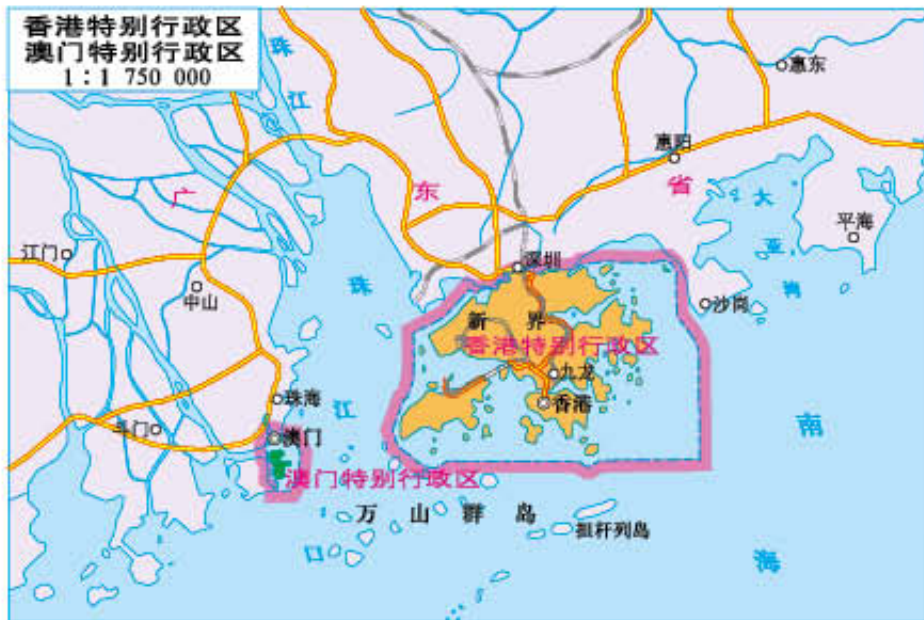 香港特别行政区
澳门特别行政区
1:1 750 000
珠江
惠东
惠阳
广东省
大亚湾
平海
江门
深圳
中山
沙岗
新界
香港特别行政区
九龙
香港
珠海
斗门
澳门
澳门特别行政区
珠江口
万山群岛
担杆列岛
南海